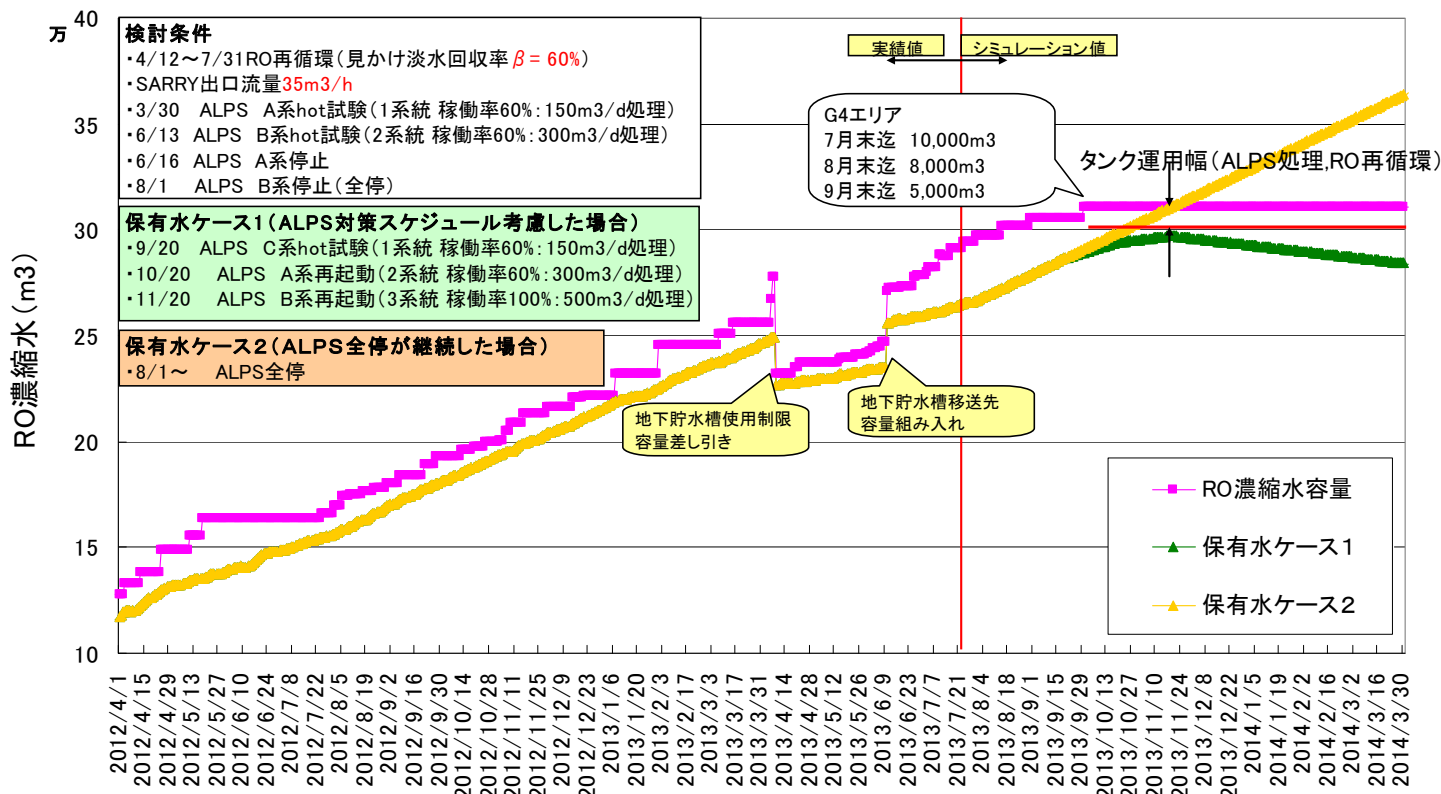 万
RO濃縮水(m3)
40
35
30
25
20
15
10
検討条件
・4/12～7/31RO再循環(見かけ淡水回収率β= 60%)
・SARRY出口流量35m3/h
・3/30 ALPS A系hot試験(1系統 稼働率60%:150m3/d処理)
・6/13 ALPS B系hot試験(2系統 稼働率60%:300m3/d処理)
・6/16 ALPS A系停止
・8/1 ALPS B系停止(全停)
保有水ケース1(ALPS対策スケジュール考慮した場合)
・9/20 ALPS C系hot試験(1系統 稼働率60%:150m3/d処理)
・10/20 ALPS A系再起動(2系統 稼働率60%:300m3/d処理)
・11/20 ALPS B系再起動(3系統 稼働率100%:500m3/d処理)
保有水ケース2(ALPS全停が継続した場合)
・8/1～ ALPS全停
実績値
シミュレーション値
G4エリア
7月末迄 10,000m3
8月末迄 8,000m3
9月末迄 5,000m3
タンク運用幅(ALPS処理,RO再循環)
地下貯水槽使用制限
容量差し引き
地下貯水槽移送先
容量組み入れ
RO濃縮水容量
保有水ケース1
保有水ケース2
2012/4/1
2012/4/15
2012/4/29
2012/5/13
2012/5/27
2012/6/10
2012/6/24
2012/7/8
2012/7/22
2012/8/5
2012/8/19
2012/9/2
2012/9/16
2012/9/30
2012/10/14
2012/10/28
2012/11/11
2012/11/25
2012/12/9
2012/12/23
2013/1/6
2013/1/20
2013/2/3
2013/2/17
2013/3/3
2013/3/17
2013/3/31
2013/4/14
2013/4/28
2013/5/12
2013/5/26
2013/6/9
2013/6/23
2013/7/7
2013/7/21
2013/8/4
2013/8/18
2013/9/1
2013/9/15
2013/9/29
2013/10/13
2013/10/27
2013/11/10
2013/11/24
2013/12/8
2013/12/22
2014/1/5
2014/1/19
2014/2/2
2014/2/16
2014/3/2
2014/3/16
2014/3/30